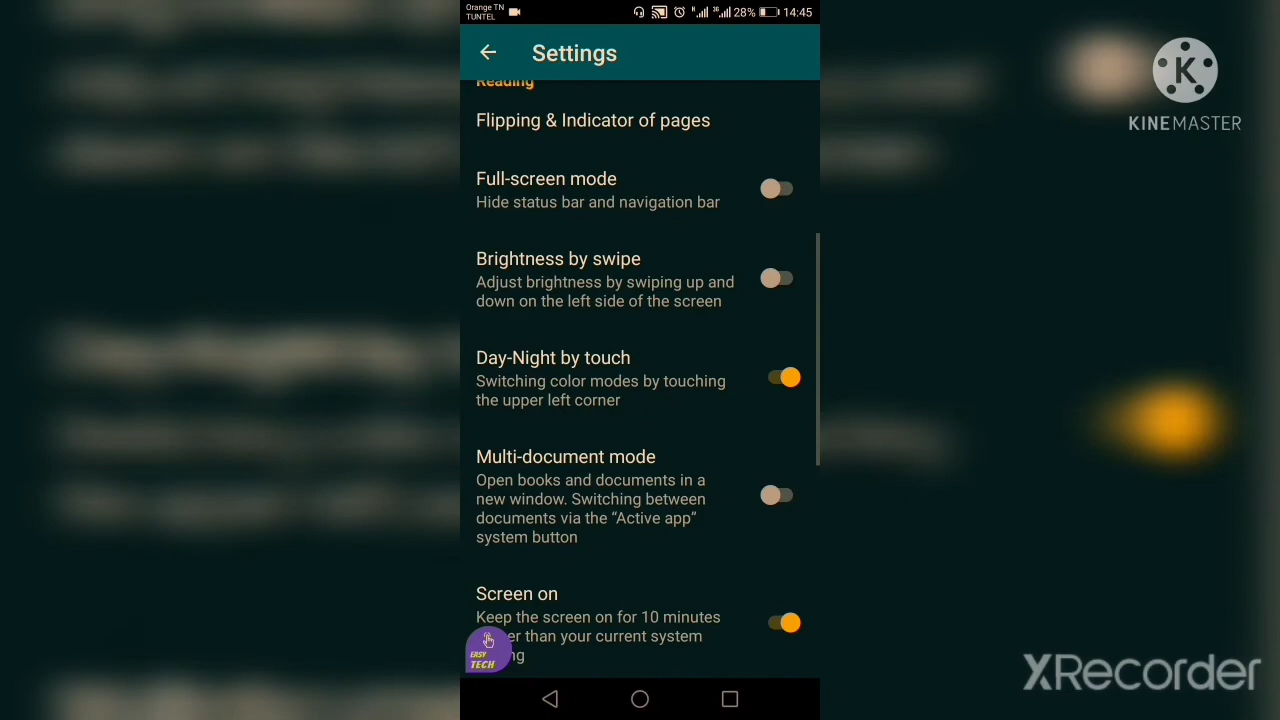 Orange TN
TUNTEL
28%
14:45
Settings
Reading
Flipping & Indicator of pages
Full-screen mode
Hide status bar and navigation bar
Brightness by swipe
Adjust brightness by swiping up and
down on the left side of the screen
Day-Night by touch
Switching color modes by touching
the upper left corner
Multi-document mode
Open books and documents in a
new window. Switching between
documents via the “Active app”
system button
Screen on
Keep the screen on for 10 minutes
than your current system
EASY
TECH
K
KINEMASTER
XRecorder